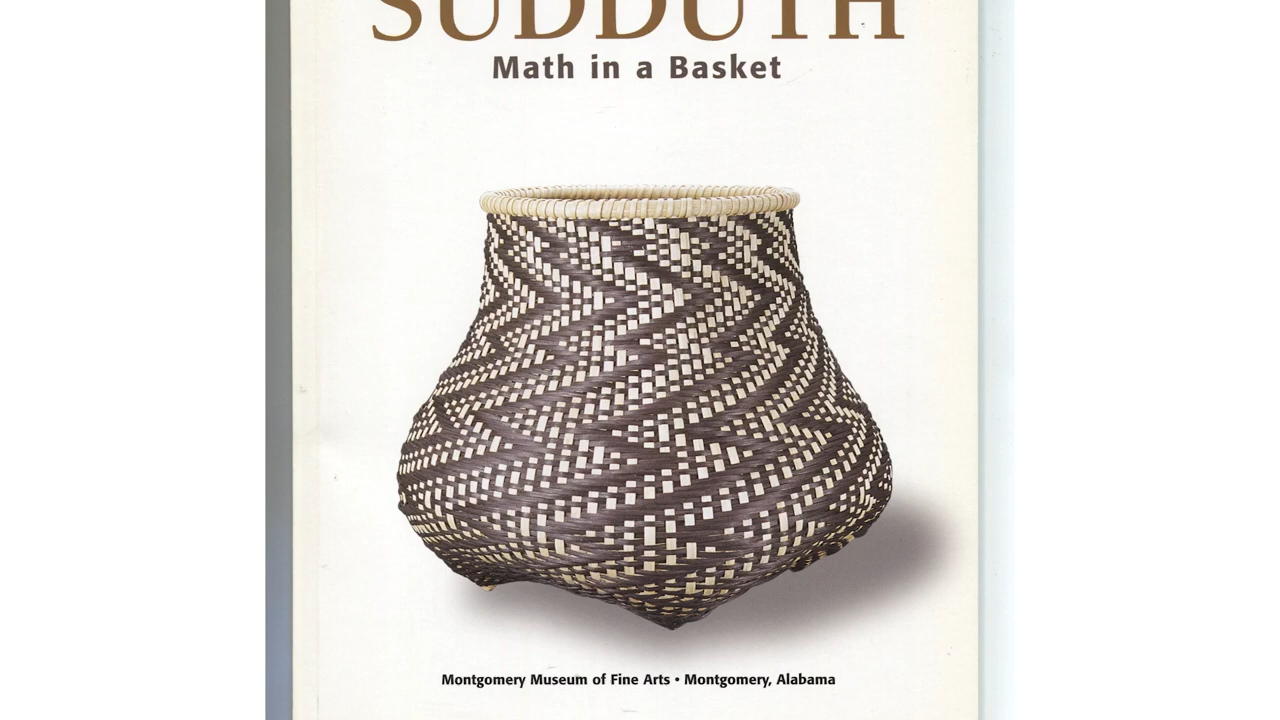 SUDDUTH
Math in a Basket
Montgomery Museum of Fine Arts • Montgomery, Alabama